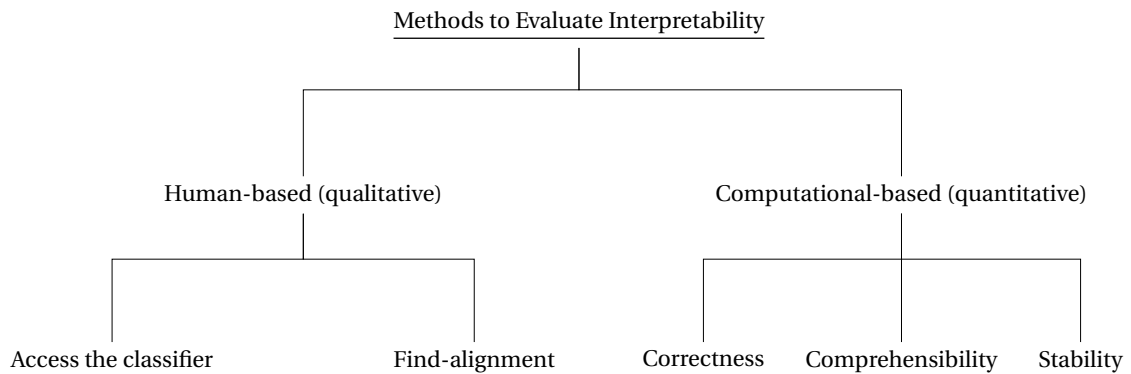 Methods to Evaluate Interpretability
Human-based (qualitative)
Computational-based (quantitative)
Access the classifier
Find-alignment
Correctness
Comprehensibility
Stability